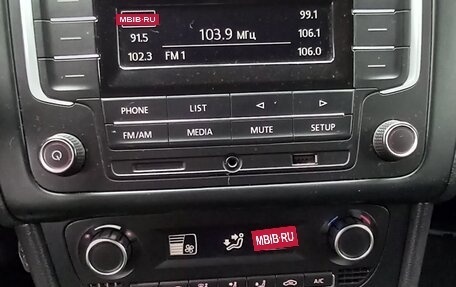 MBIB.RU
99.1
91.5
103.9 МГц
106.1
102.3
FM 1
106.0
PHONE
LIST
FM/AM
MEDIA
MUTE
SETUP
MBIB.RU
A/C